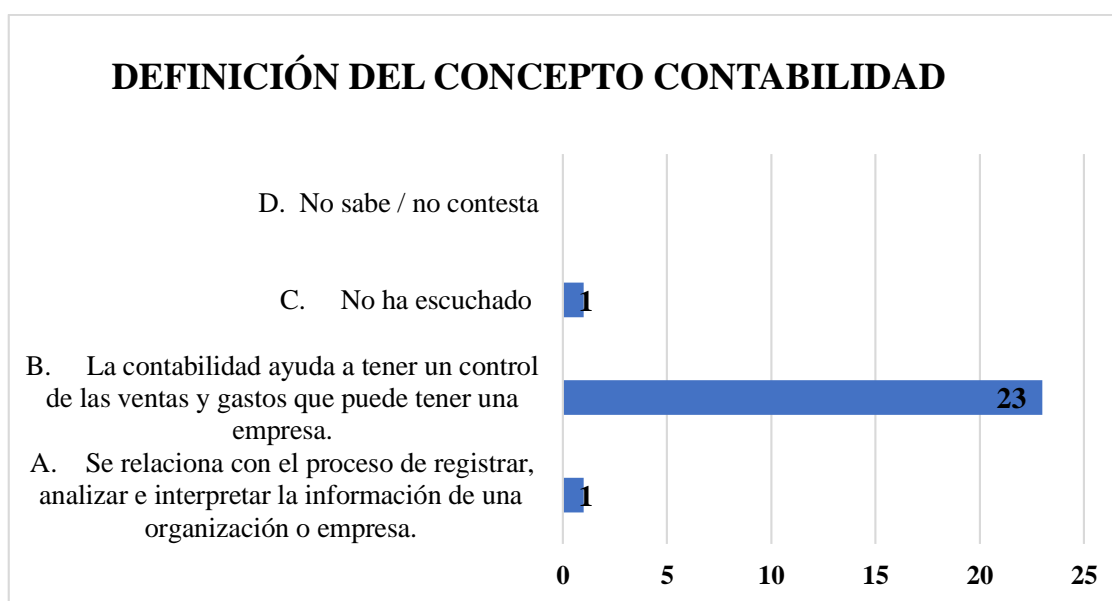 DEFINICIÓN DEL CONCEPTO CONTABILIDAD
D. No sabe / no contesta
C. No ha escuchado
1
B. La contabilidad ayuda a tener un control
de las ventas y gastos que puede tener una
empresa.
23
A. Se relaciona con el proceso de registrar,
analizar e interpretar la información de una
organización o empresa.
1
0 5 10 15 20 25